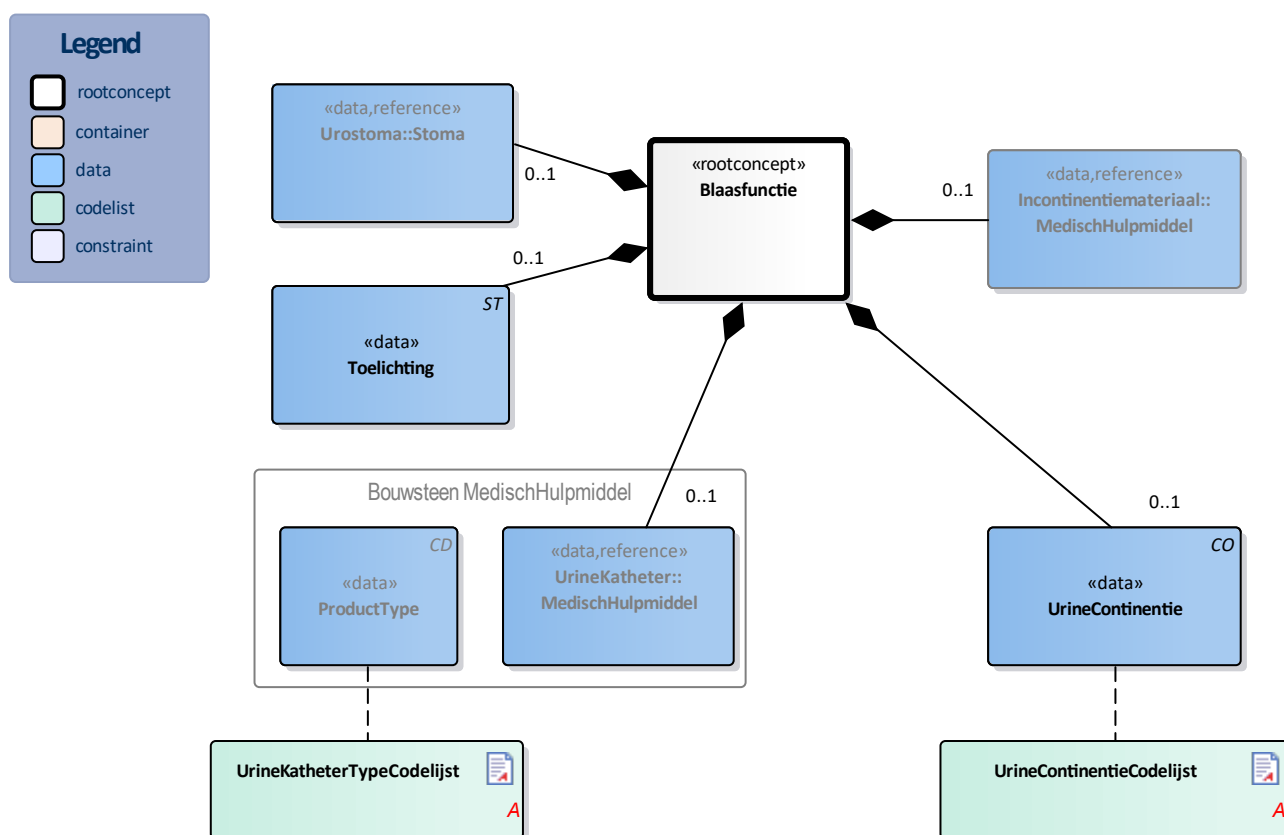 Legend
rootconcept
container
data
codelist
constraint
«data,reference»
Urostoma::Stoma
0..1
«rootconcept»
Blaasfunctie
0..1
«data,reference»
Incontinentiemateriaal::
MedischHulpmiddel
0..1
ST
«data»
Toelichting
Bouwsteen MedischHulpmiddel
0..1
CD
«data»
ProductType
«data,reference»
UrineKatheter::
MedischHulpmiddel
0..1
CO
«data»
UrineContinentie
UrineKatheterTypeCodelijst
A
UrineContinentieCodelijst
A